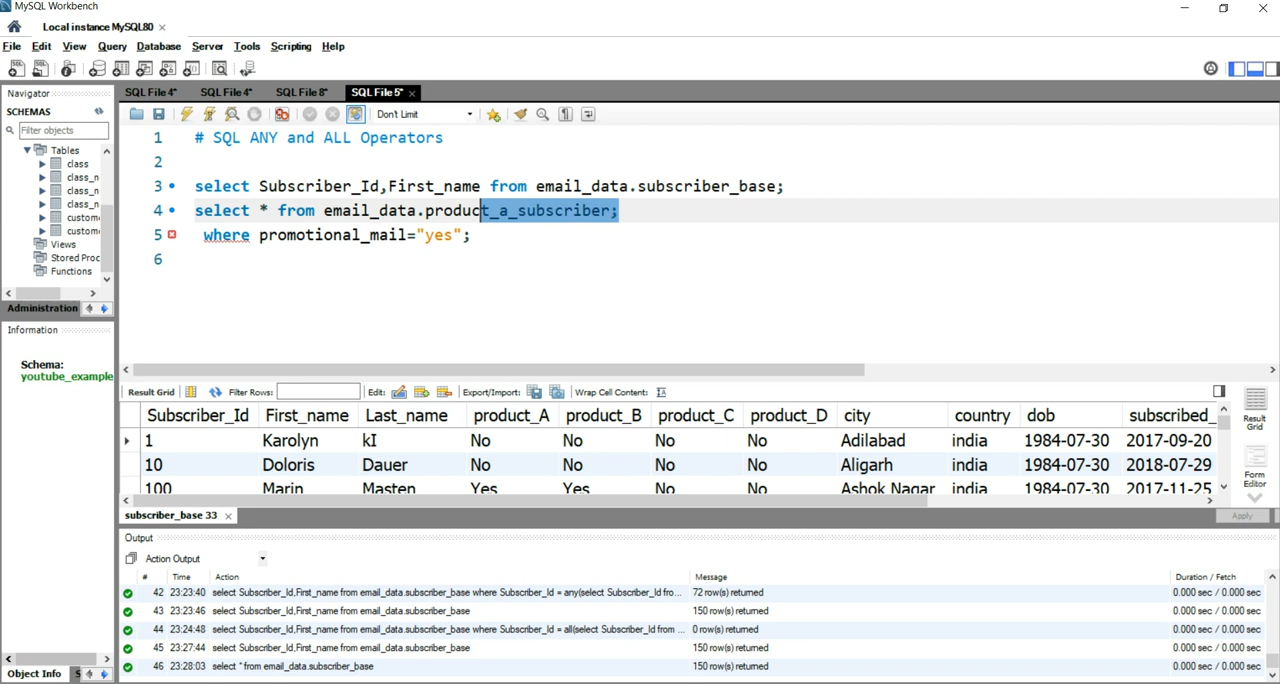 MySQL Workbench
Local instance MySQL80
File Edit View Query Database Server Tools Scripting Help
Navigator
SCHEMAS
Filter objects
Tables
class
class_n
class_n
class_n
custome
custome
Views
Stored Proc
Functions
Administration
Information
Schema:
youtube_example
Object Info S
SQL File 4* SQL File 4* SQL File 8* SQL File 5*
Don't Limit
1 # SQL ANY and ALL Operators
2
3 select Subscriber_Id,First_name from email_data.subscriber_base;
4 select * from email_data.product_a_subscriber;
5 where promotional_mail="yes";
6
Result Grid Filter Rows: Edit: Export/Import: Wrap Cell Content:
Subscriber_Id First_name Last_name product_A product_B product_C product_D city country dob subscribed_
1 Karolyn kI No No No No Adilabad india 1984-07-30 2017-09-20
10 Doloris Dauer No No No No Aligarh india 1984-07-30 2018-07-29
100 Marin Masten Yes Yes No No Ashok Nagar india 1984-07-30 2017-11-25
Result Grid
Form Editor
subscriber_base 33
Apply
Output
Action Output
# Time Action Message Duration / Fetch
42 23:23:40 select Subscriber_Id,First_name from email_data.subscriber_base where Subscriber_Id = any(select Subscriber_Id fro... 72 row(s) returned 0.000 sec / 0.000 sec
43 23:23:46 select Subscriber_Id,First_name from email_data.subscriber_base 150 row(s) returned 0.000 sec / 0.000 sec
44 23:24:48 select Subscriber_Id,First_name from email_data.subscriber_base where Subscriber_Id = all(select Subscriber_Id from ... 0 row(s) returned 0.000 sec / 0.000 sec
45 23:27:44 select Subscriber_Id,First_name from email_data.subscriber_base 150 row(s) returned 0.000 sec / 0.000 sec
46 23:28:03 select * from email_data.subscriber_base 150 row(s) returned 0.000 sec / 0.000 sec